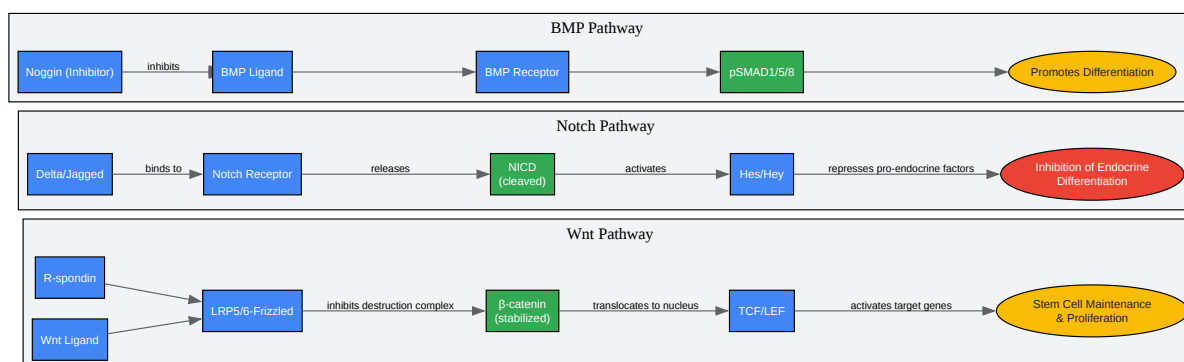 BMP Pathway
Noggin (Inhibitor)
inhibits
BMP Ligand
BMP Receptor
pSMAD1/5/8
Promotes Differentiation
Notch Pathway
Delta/Jagged
binds to
Notch Receptor
releases
NICD
(cleaved)
activates
Hes/Hey
represses pro-endocrine factors
Inhibition of Endocrine
Differentiation
Wnt Pathway
R-spondin
Wnt Ligand
LRP5/6-Frizzled
inhibits destruction complex
β-catenin
(stabilized)
translocates to nucleus
TCF/LEF
activates target genes
Stem Cell Maintenance
& Proliferation